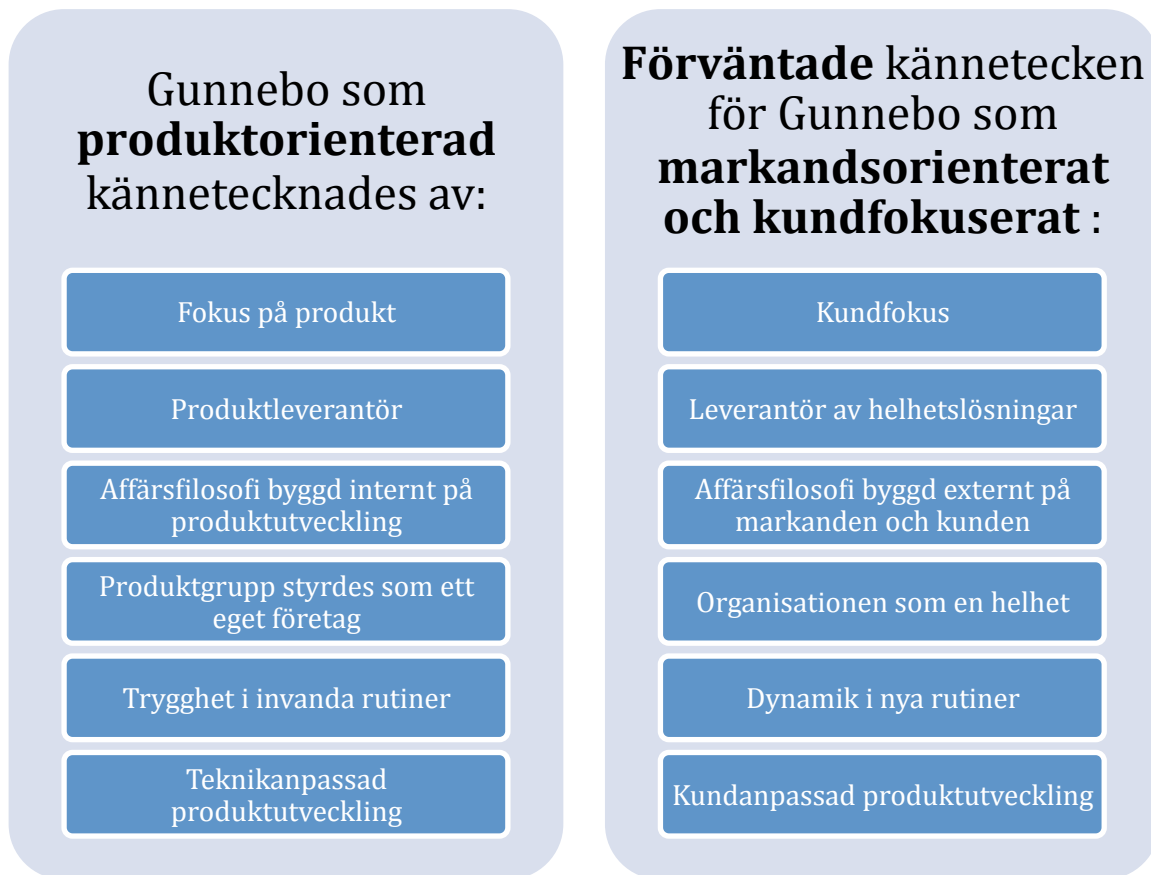 Gunnebo som
produktorienterad
kännetecknades av:
Fokus på produkt
Produktleverantör
Affärsfilosofi byggd internt på
produktutveckling
Produktgrupp styrdes som ett
eget företag
Trygghet i invanda rutiner
Teknikanpassad
produktutveckling
Förväntade kännetecken
för Gunnebo som
markandsorienterat
och kundfokuserat :
Kundfokus
Leverantör av helhetslösningar
Affärsfilosofi byggd externt på
markanden och kunden
Organisationen som en helhet
Dynamik i nya rutiner
Kundanpassad produktutveckling